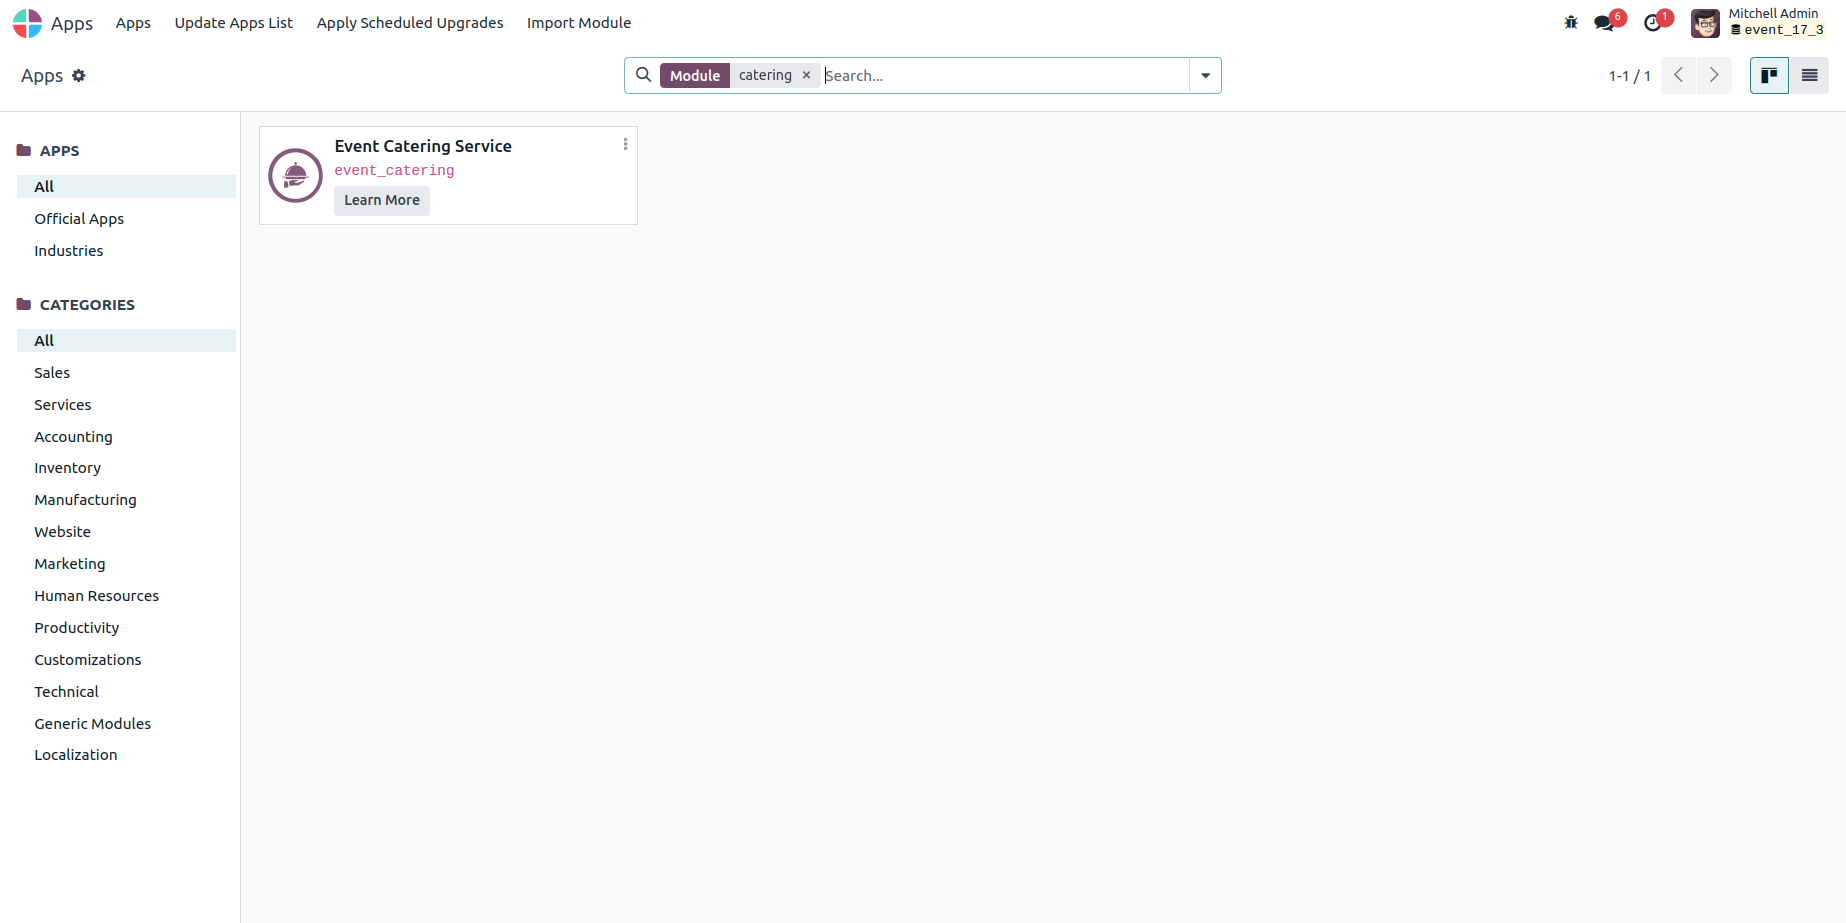 Apps Apps Update Apps List Apply Scheduled Upgrades Import Module 6 1 Mitchell Admin
event_17_3
Apps Module catering × Search... 1-1 / 1
APPS
All
Official Apps
Industries
CATEGORIES
All
Sales
Services
Accounting
Inventory
Manufacturing
Website
Marketing
Human Resources
Productivity
Customizations
Technical
Generic Modules
Localization
Event Catering Service
event_catering
Learn More